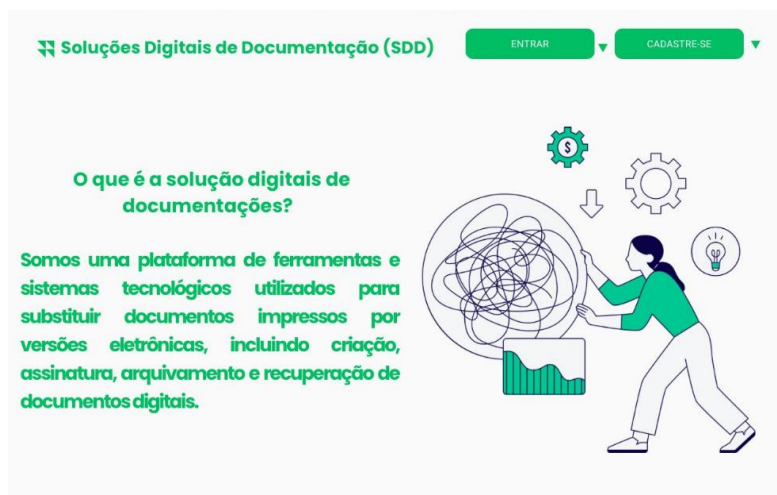 Soluções Digitais de Documentação (SDD)
ENTRAR
CADASTRE-SE
O que é a solução digitais de
documentações?
Somos uma plataforma de ferramentas e
sistemas tecnológicos utilizados para
substituir documentos impressos por
versões eletrônicas, incluindo criação,
assinatura, arquivamento e recuperação de
documentos digitais.
$